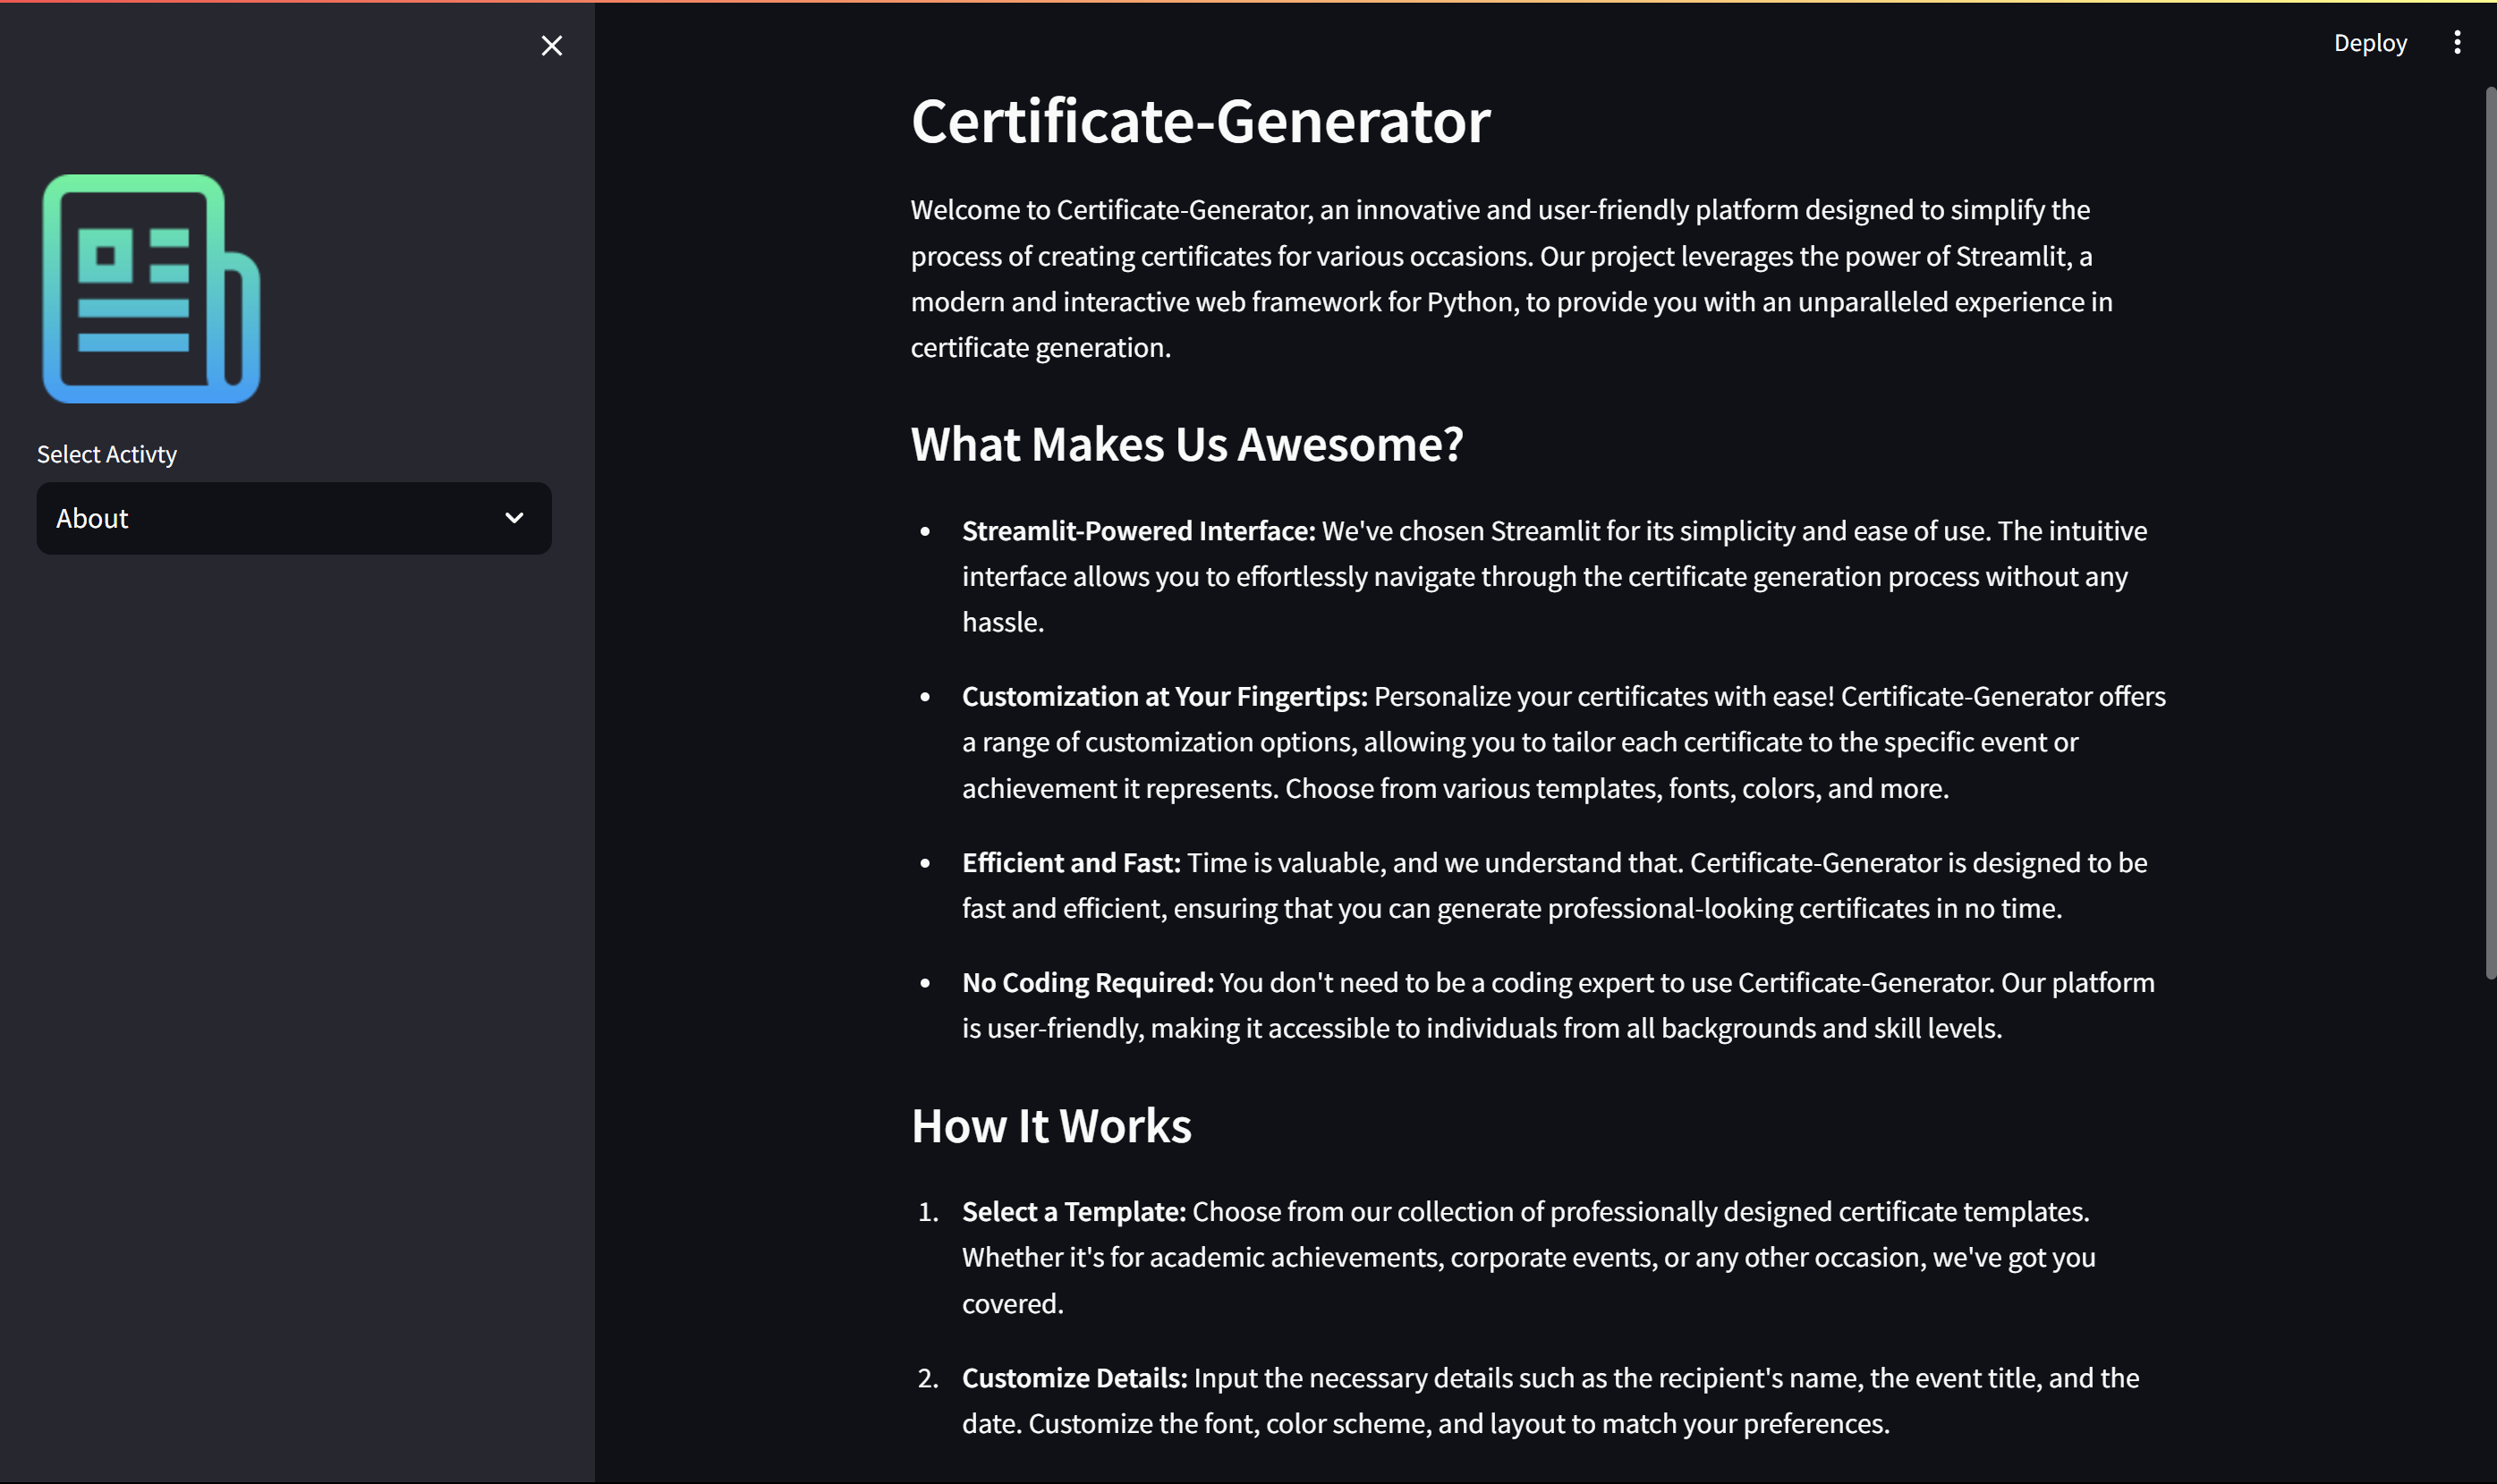 Deploy
Select Activty
About
Certificate-Generator
Welcome to Certificate-Generator, an innovative and user-friendly platform designed to simplify the
process of creating certificates for various occasions. Our project leverages the power of Streamlit, a
modern and interactive web framework for Python, to provide you with an unparalleled experience in
certificate generation.
What Makes Us Awesome?
• Streamlit-Powered Interface: We've chosen Streamlit for its simplicity and ease of use. The intuitive
interface allows you to effortlessly navigate through the certificate generation process without any
hassle.
• Customization at Your Fingertips: Personalize your certificates with ease! Certificate-Generator offers
a range of customization options, allowing you to tailor each certificate to the specific event or
achievement it represents. Choose from various templates, fonts, colors, and more.
• Efficient and Fast: Time is valuable, and we understand that. Certificate-Generator is designed to be
fast and efficient, ensuring that you can generate professional-looking certificates in no time.
• No Coding Required: You don't need to be a coding expert to use Certificate-Generator. Our platform
is user-friendly, making it accessible to individuals from all backgrounds and skill levels.
How It Works
1. Select a Template: Choose from our collection of professionally designed certificate templates.
Whether it's for academic achievements, corporate events, or any other occasion, we've got you
covered.
2. Customize Details: Input the necessary details such as the recipient's name, the event title, and the
date. Customize the font, color scheme, and layout to match your preferences.